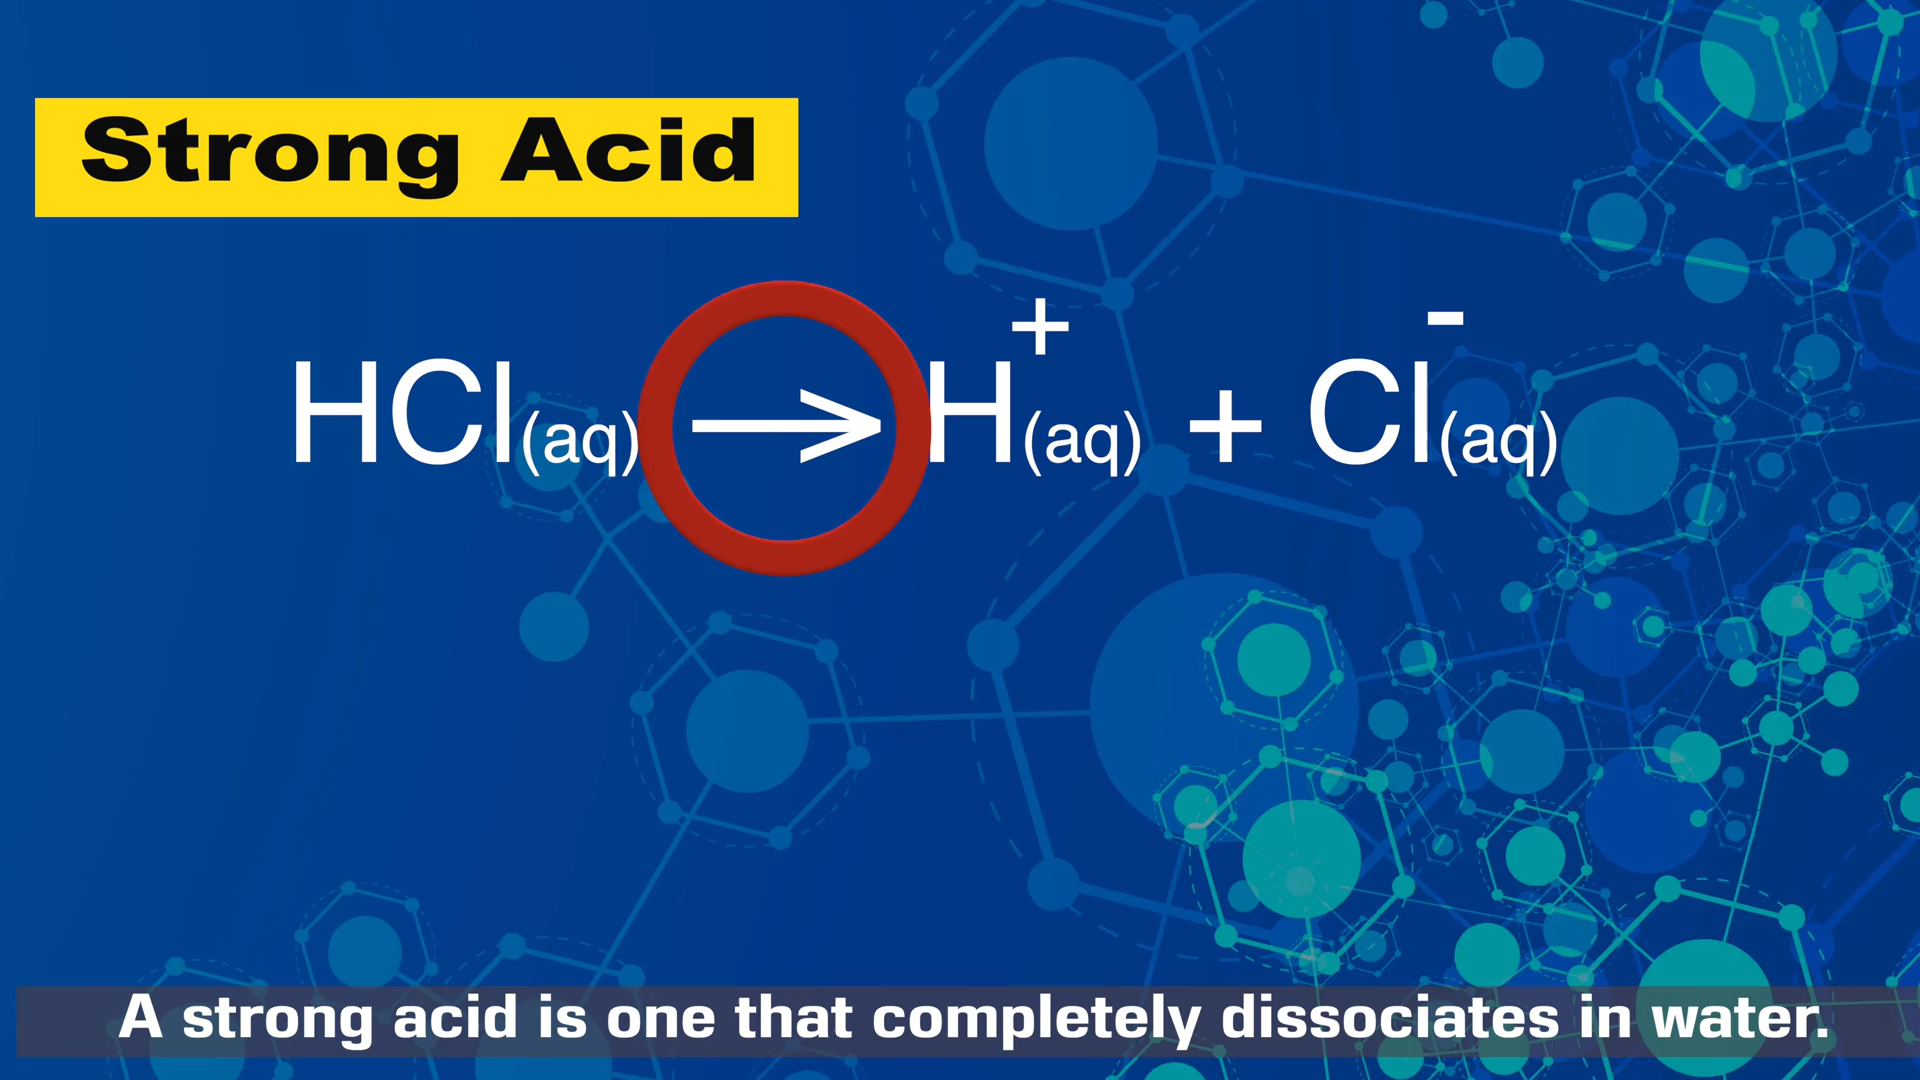 Strong Acid
HCl(aq) → H+(aq) + Cl-(aq)
A strong acid is one that completely dissociates in water.